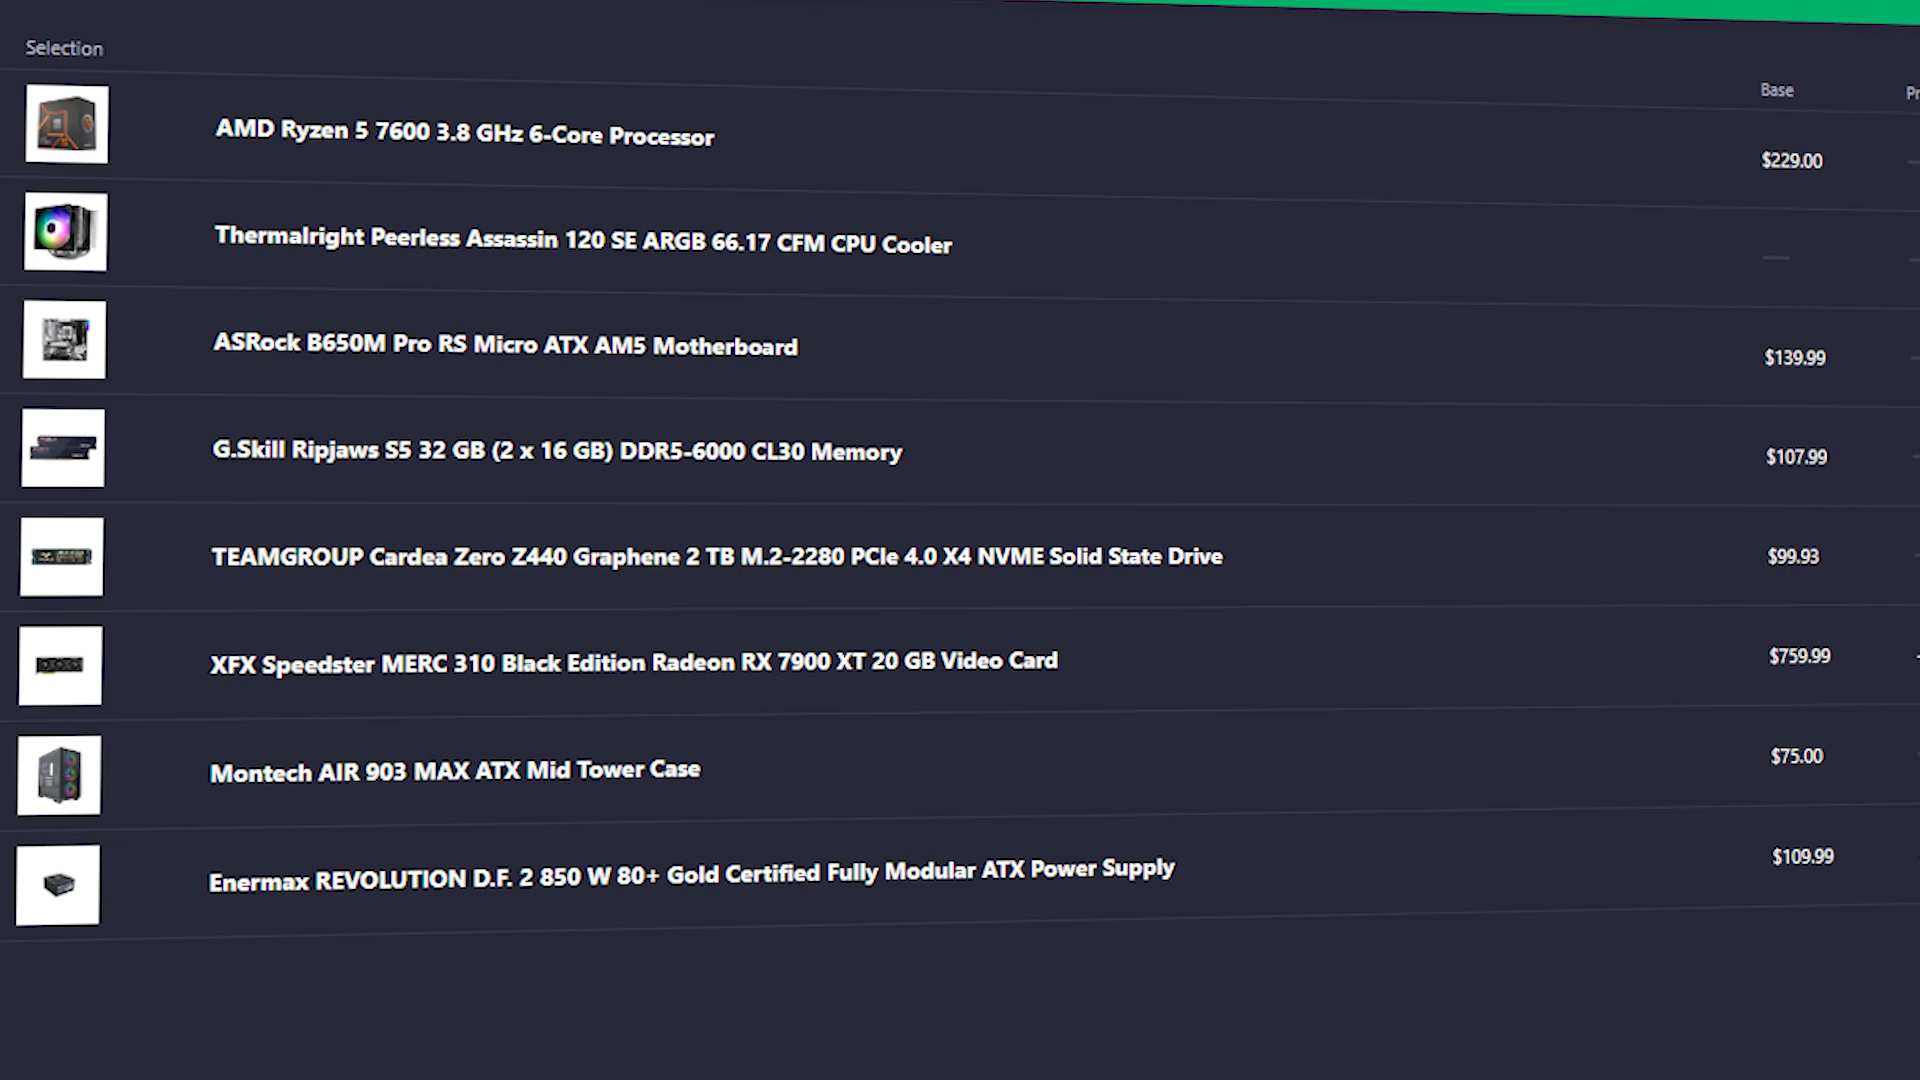 Selection
Base
AMD Ryzen 5 7600 3.8 GHz 6-Core Processor
$229.00
Thermalright Peerless Assassin 120 SE ARGB 66.17 CFM CPU Cooler
ASRock B650M Pro RS Micro ATX AM5 Motherboard
$139.99
G.Skill Ripjaws S5 32 GB (2 x 16 GB) DDR5-6000 CL30 Memory
$107.99
TEAMGROUP Cardea Zero Z440 Graphene 2 TB M.2-2280 PCIe 4.0 X4 NVME Solid State Drive
$99.93
XFX Speedster MERC 310 Black Edition Radeon RX 7900 XT 20 GB Video Card
$759.99
Montech AIR 903 MAX ATX Mid Tower Case
$75.00
Enermax REVOLUTION D.F. 2 850 W 80+ Gold Certified Fully Modular ATX Power Supply
$109.99